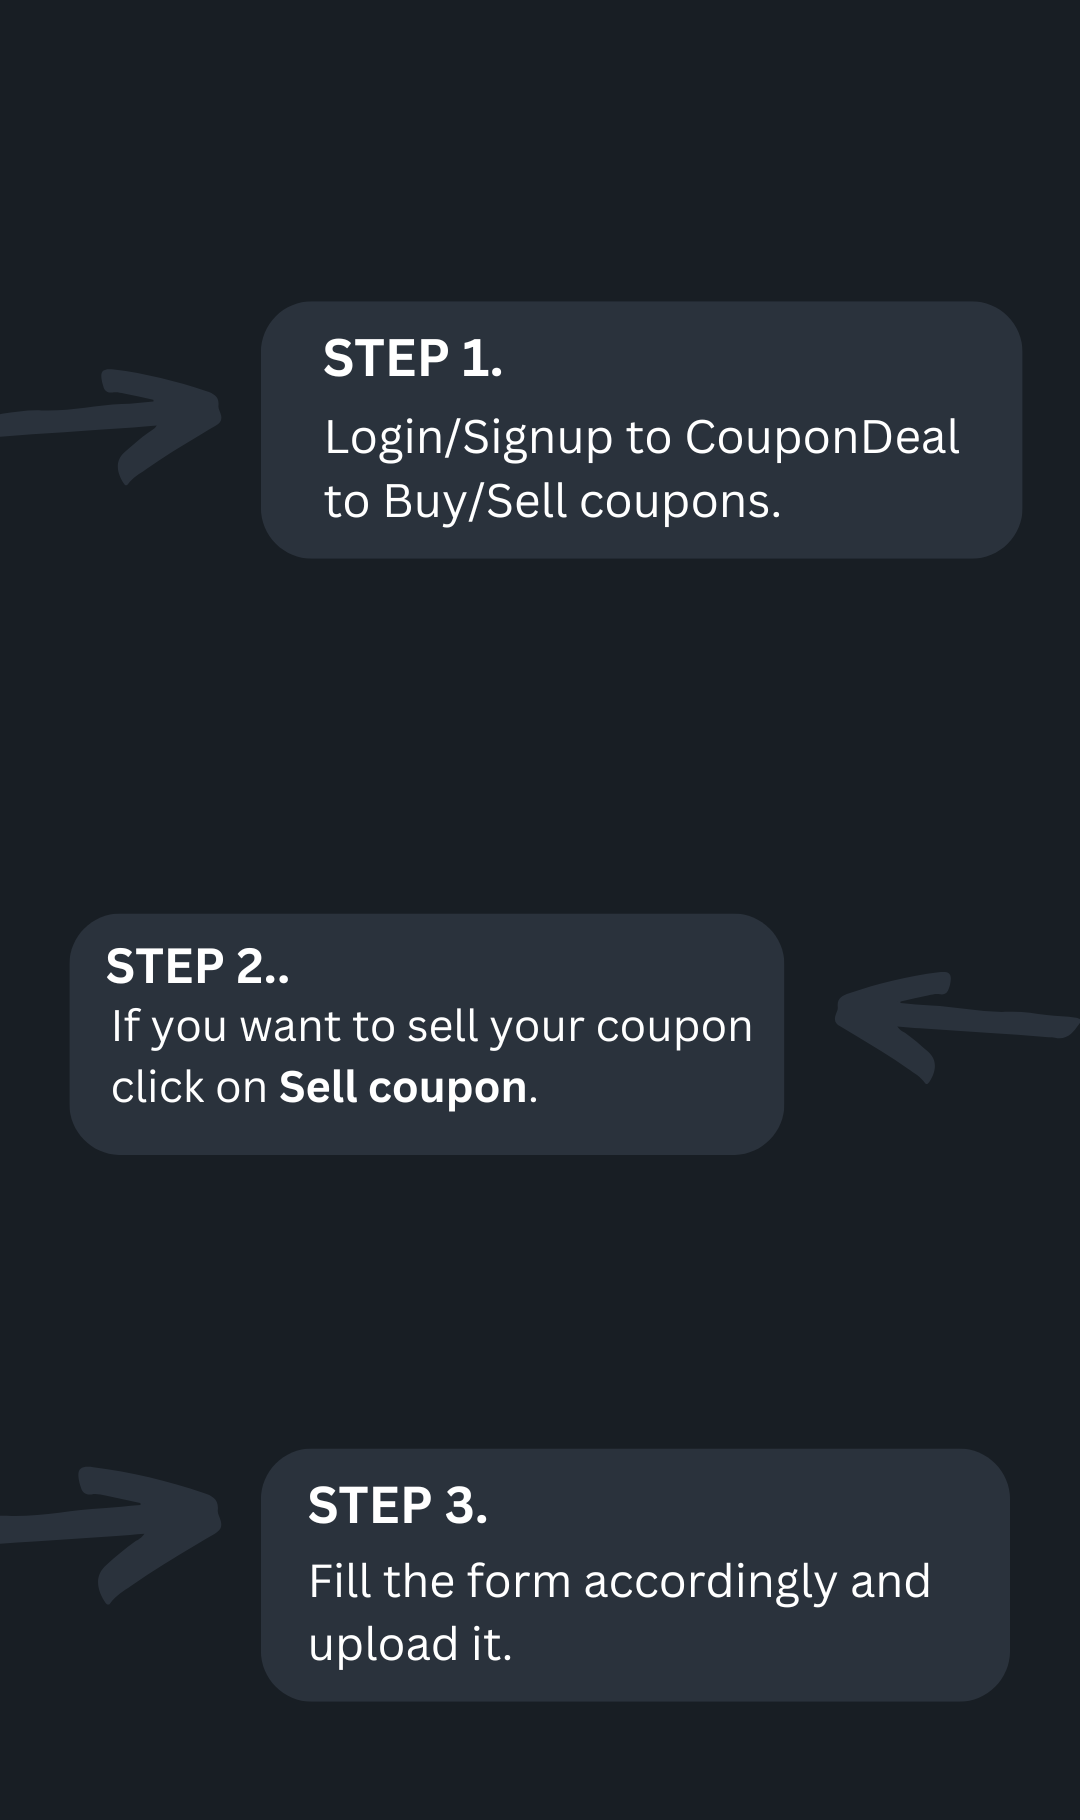 STEP 1.
Login/Signup to CouponDeal
to Buy/Sell coupons.
STEP 2..
If you want to sell your coupon
click on Sell coupon.
STEP 3.
Fill the form accordingly and
upload it.